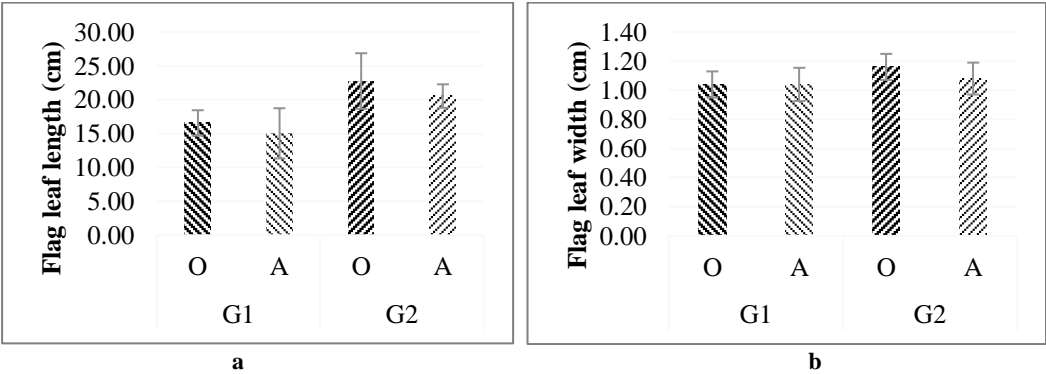 Flag leaf length (cm)
30.00
25.00
20.00
15.00
10.00
5.00
0.00
O A O A
G1 G2
a
Flag leaf width (cm)
1.40
1.20
1.00
0.80
0.60
0.40
0.20
0.00
O A O A
G1 G2
b